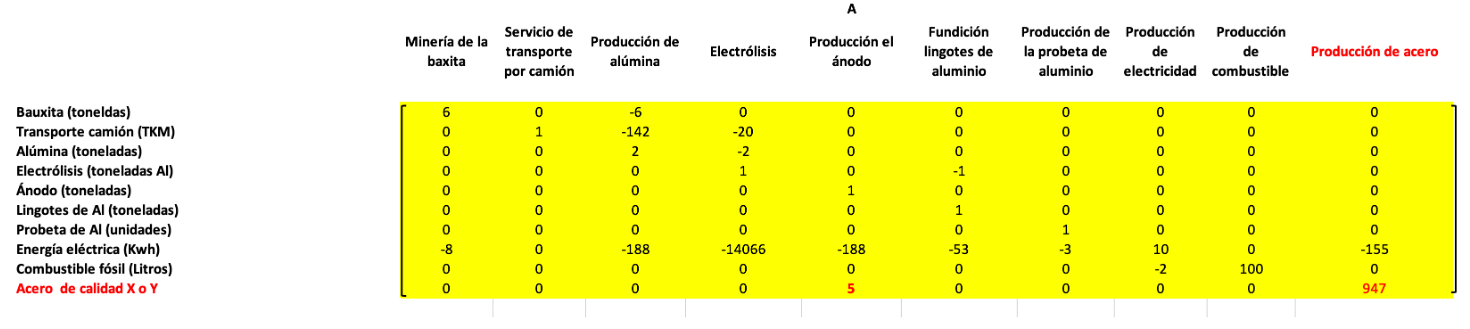 A
Minería de la baxita Servicio de transporte por camión Producción de alúmina Electrólisis Producción el ánodo Fundición lingotes de aluminio Producción de la probeta de aluminio Producción de electricidad Producción de combustible Producción de acero
Bauxita (toneldas) 6 0 -6 0 0 0 0 0 0 0
Transporte camión (TKM) 0 1 -142 -20 0 0 0 0 0 0
Alúmina (toneladas) 0 0 2 -2 0 0 0 0 0 0
Electrólisis (toneladas Al) 0 0 0 1 0 -1 0 0 0 0
Ánodo (toneladas) 0 0 0 0 1 0 0 0 0 0
Lingotes de Al (toneladas) 0 0 0 0 0 1 0 0 0 0
Probeta de Al (unidades) 0 0 0 0 0 0 1 0 0 0
Energía eléctrica (Kwh) -8 0 -188 -14066 -188 -53 -3 10 0 -155
Combustible fósil (Litros) 0 0 0 0 0 0 0 -2 100 0
Acero de calidad X o Y 0 0 0 0 5 0 0 0 0 947